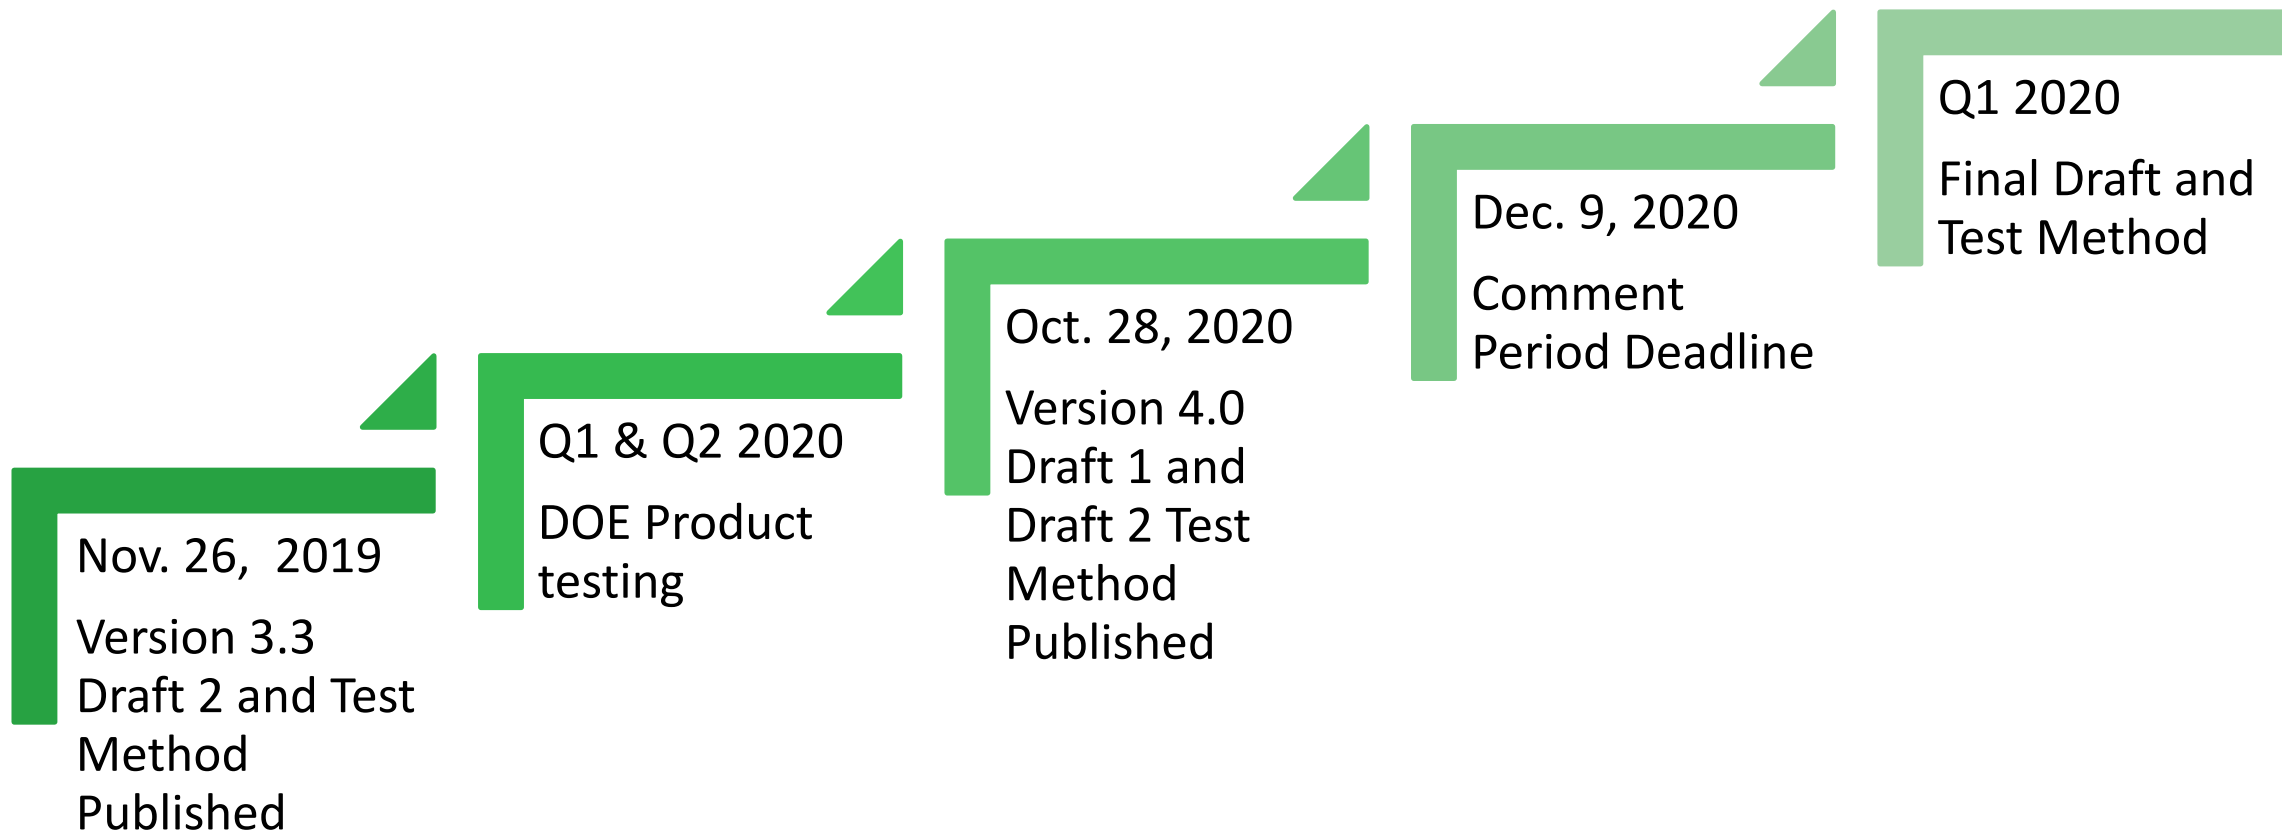 Nov. 26,  2019
Version 3.3
Draft 2 and Test
Method
Published
Q1 & Q2 2020
DOE Product
testing
Oct. 28, 2020
Version 4.0
Draft 1 and
Draft 2 Test
Method
Published
Dec. 9, 2020
Comment
Period Deadline
Q1 2020
Final Draft and
Test Method